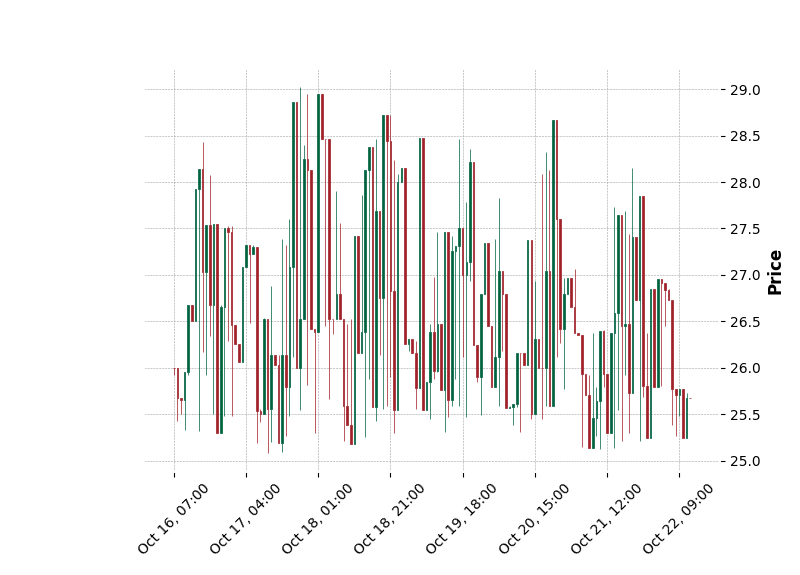 29.0
28.5
28.0
27.5
27.0
26.5
26.0
25.5
25.0
Price
Oct 16, 07:00
Oct 17, 04:00
Oct 18, 01:00
Oct 18, 21:00
Oct 19, 18:00
Oct 20, 15:00
Oct 21, 12:00
Oct 22, 09:00